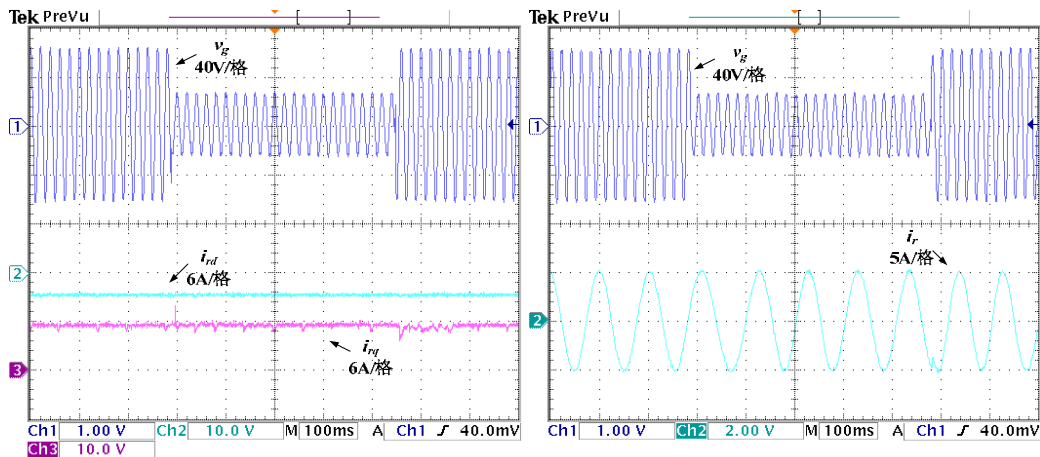 Tek PreVu
v_g
40V/格
1
2
i_rd
6A/格
i_rq
6A/格
3
Ch1 1.00 V Ch2 10.0 V M 100ms A Ch1 40.0mV
Ch3 10.0 V
Tek PreVu
v_g
40V/格
1
i_r
5A/格
2
Ch1 1.00 V Ch2 2.00 V M 100ms A Ch1 40.0mV